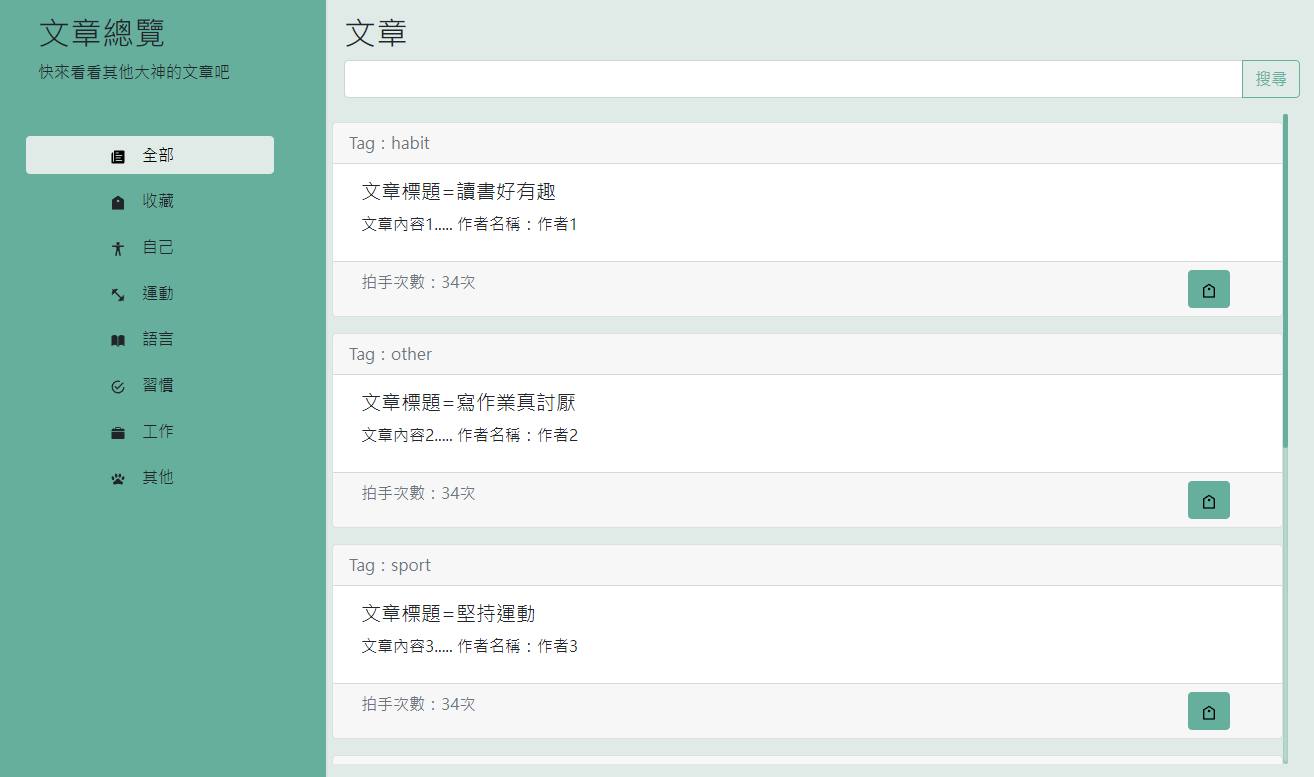 文章總覽
快來看看其他大神的文章吧
全部
收藏
自己
運動
語言
習慣
工作
其他
文章
搜尋
Tag : habit
文章標題=讀書好有趣
文章內容1..... 作者名稱：作者1
拍手次數：34次
Tag : other
文章標題=寫作業真討厭
文章內容2..... 作者名稱：作者2
拍手次數：34次
Tag : sport
文章標題=堅持運動
文章內容3..... 作者名稱：作者3
拍手次數：34次